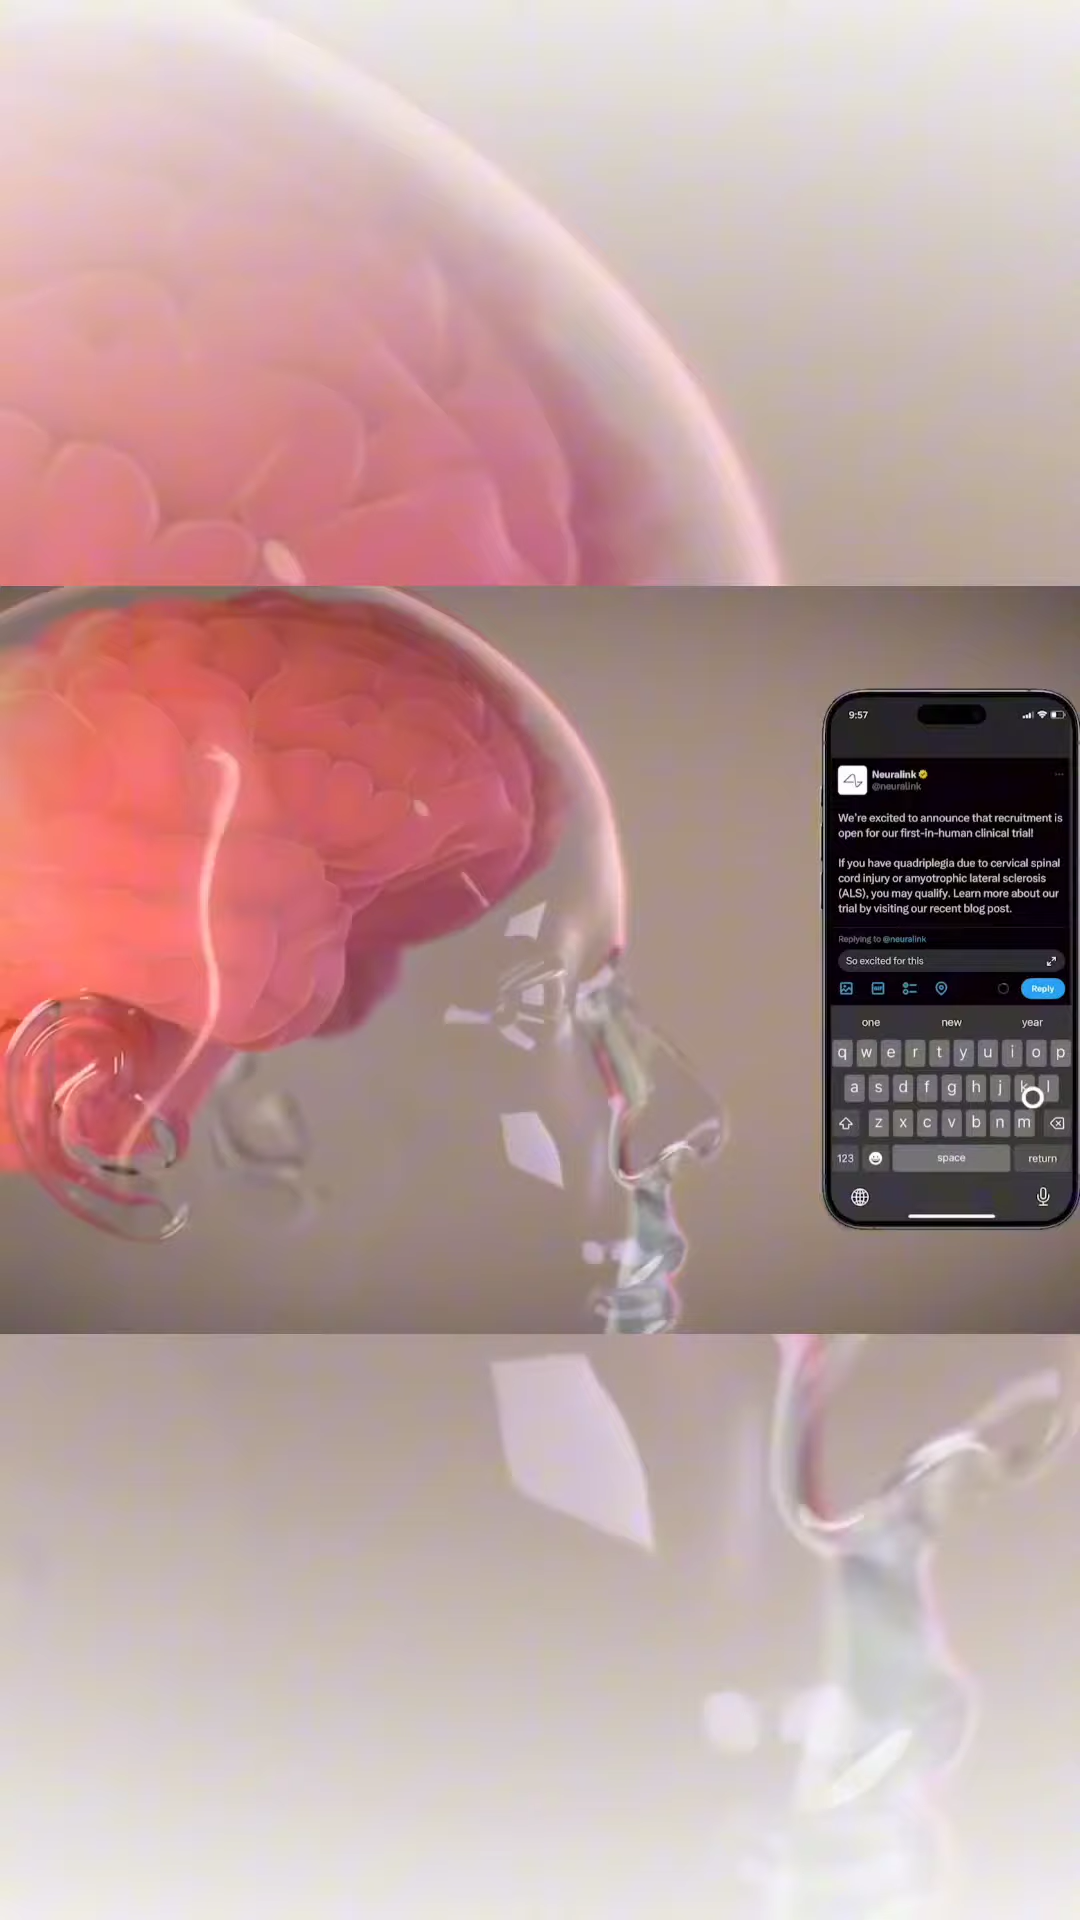 9:57
Neuralink
@neuralink
We're excited to announce that recruitment is
open for our first-in-human clinical trial!
If you have quadriplegia due to cervical spinal
cord injury or amyotrophic lateral sclerosis
(ALS), you may qualify. Learn more about our
trial by visiting our recent blog post.
Replying to @neuralink
So excited for this
GIF
Reply
one new year
q w e r t y u i o p
a s d f g h j k l
z x c v b n m
123 space return